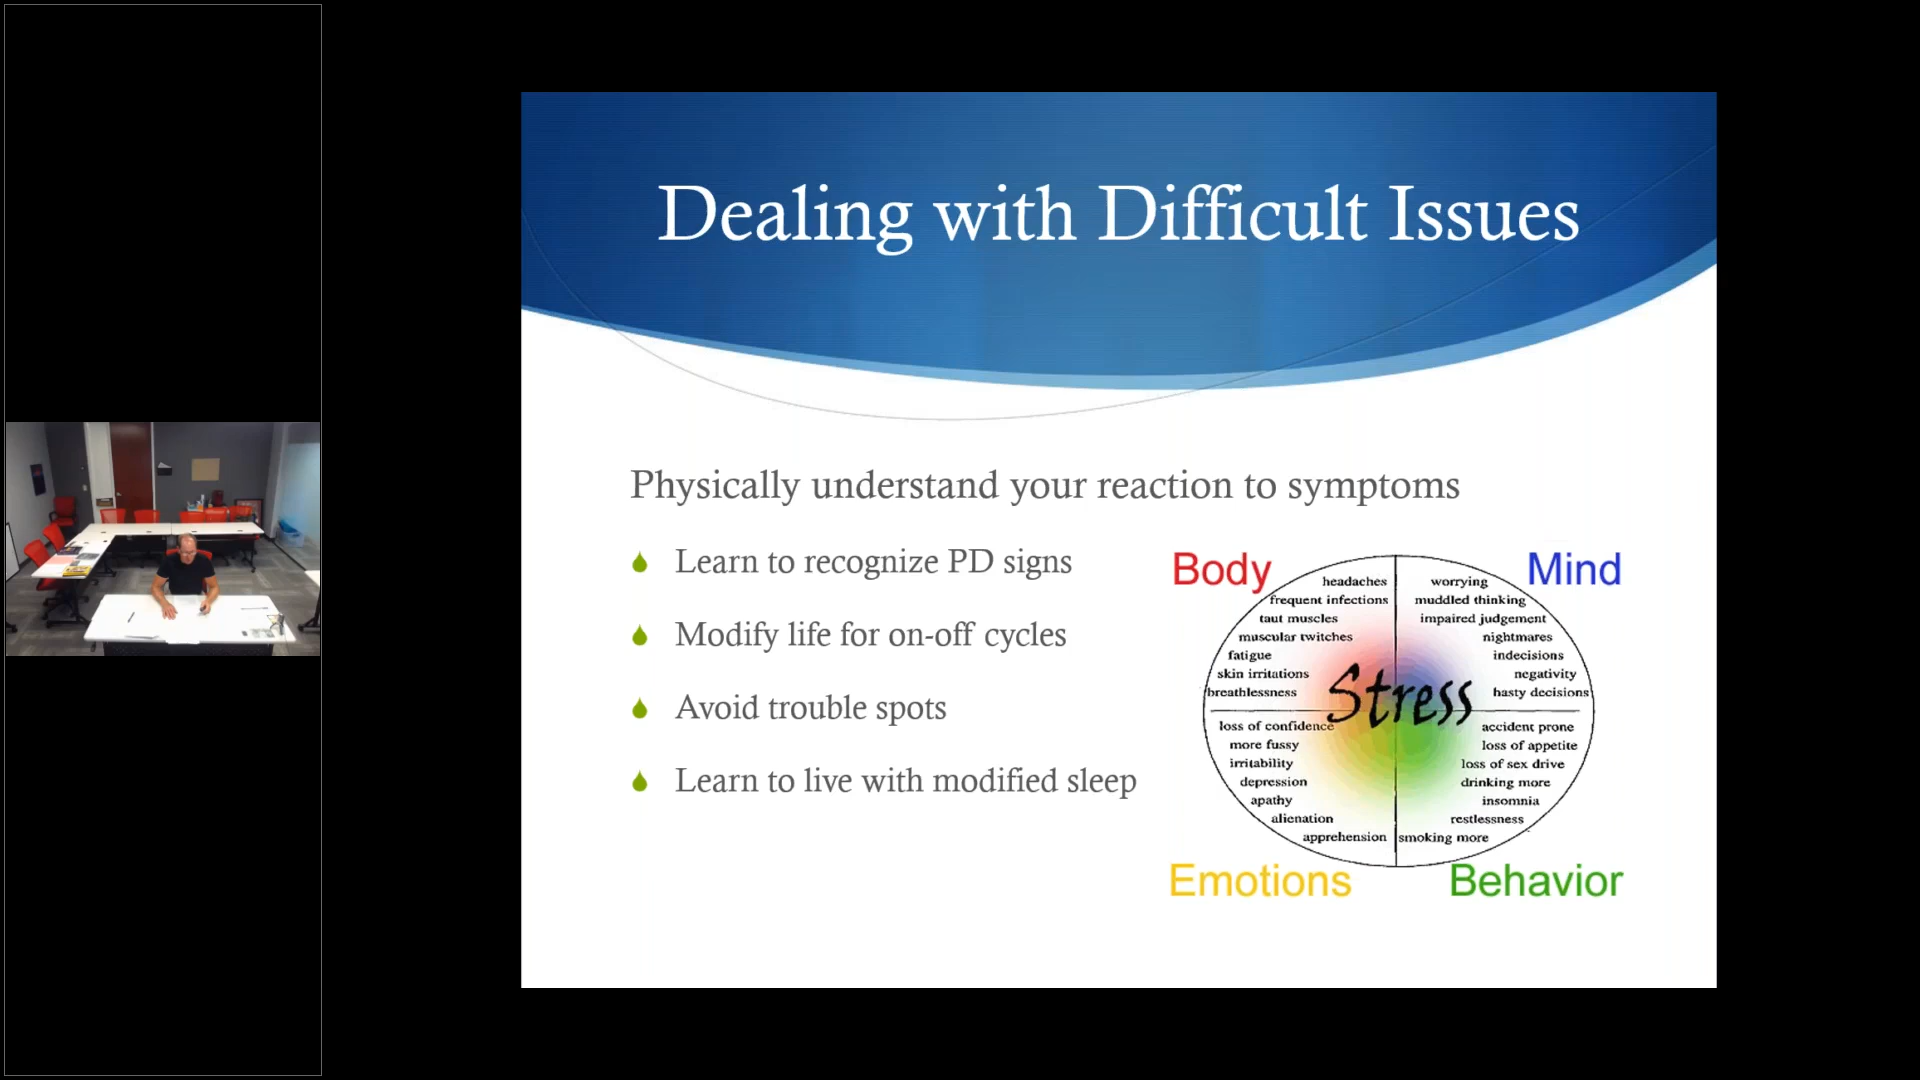 Dealing with Difficult Issues
Physically understand your reaction to symptoms
Learn to recognize PD signs
Modify life for on-off cycles
Avoid trouble spots
Learn to live with modified sleep
Body
headaches
frequent infections
taut muscles
muscular twitches
fatigue
skin irritations
breathlessness
Mind
worrying
muddled thinking
impaired judgement
nightmares
indecisions
negativity
hasty decisions
Stress
loss of confidence
more fussy
irritability
depression
apathy
alienation
apprehension
Emotions
accident prone
loss of appetite
loss of sex drive
drinking more
insomnia
restlessness
smoking more
Behavior